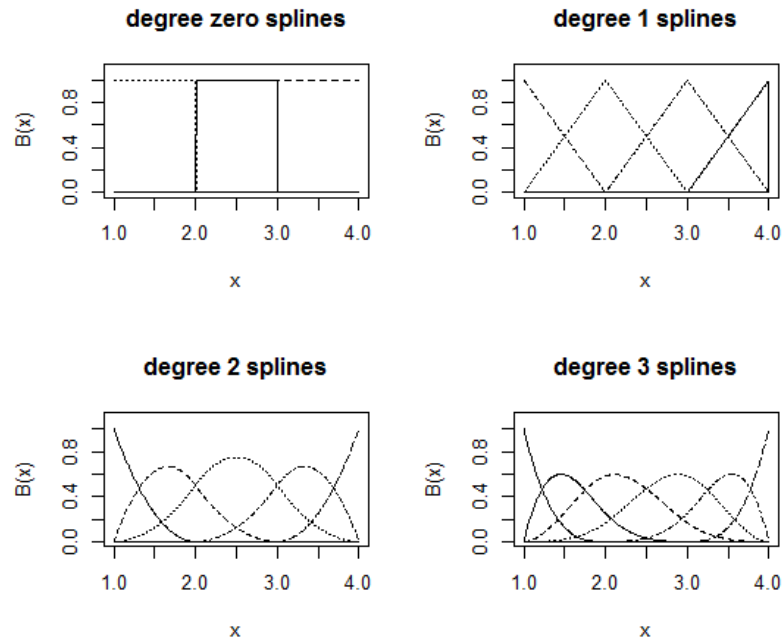 degree zero splines
B(x)
0.0 0.4 0.8
1.0 2.0 3.0 4.0
x
degree 1 splines
B(x)
0.0 0.4 0.8
1.0 2.0 3.0 4.0
x
degree 2 splines
B(x)
0.0 0.4 0.8
1.0 2.0 3.0 4.0
x
degree 3 splines
B(x)
0.0 0.4 0.8
1.0 2.0 3.0 4.0
x